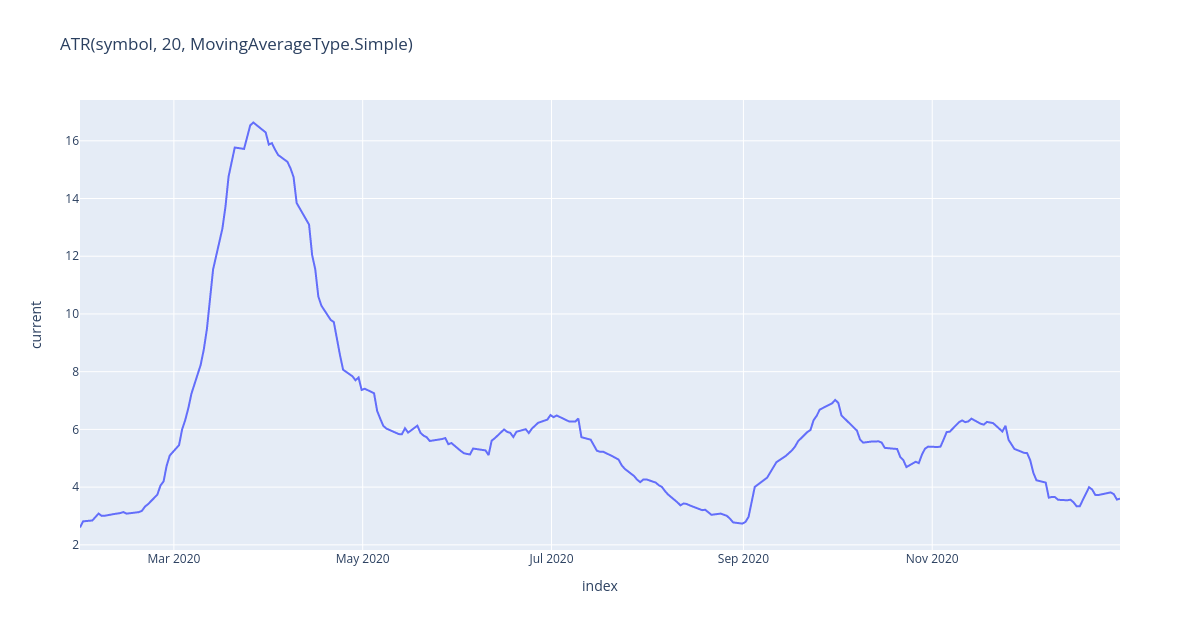 ATR(symbol, 20, MovingAverageType.Simple)
current
16
14
12
10
8
6
4
2
Mar 2020
May 2020
Jul 2020
Sep 2020
Nov 2020
index